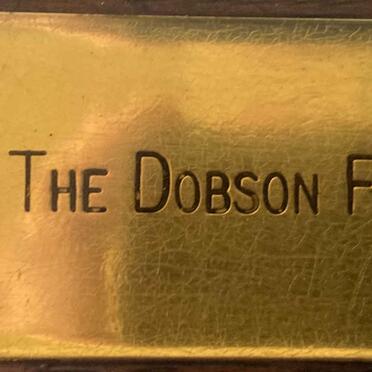 THE DOBSON F